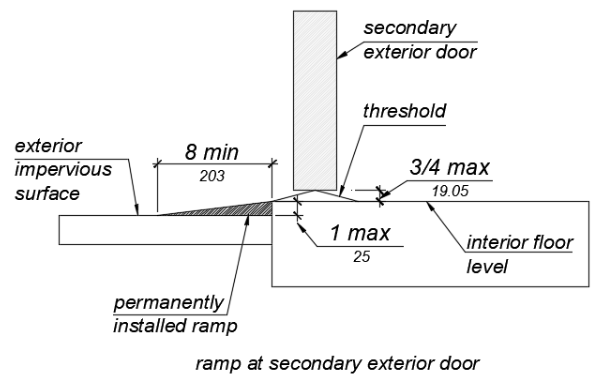 secondary
exterior door
threshold
8 min
203
3/4 max
19.05
exterior
impervious
surface
1 max
25
interior floor
level
permanently
installed ramp
ramp at secondary exterior door